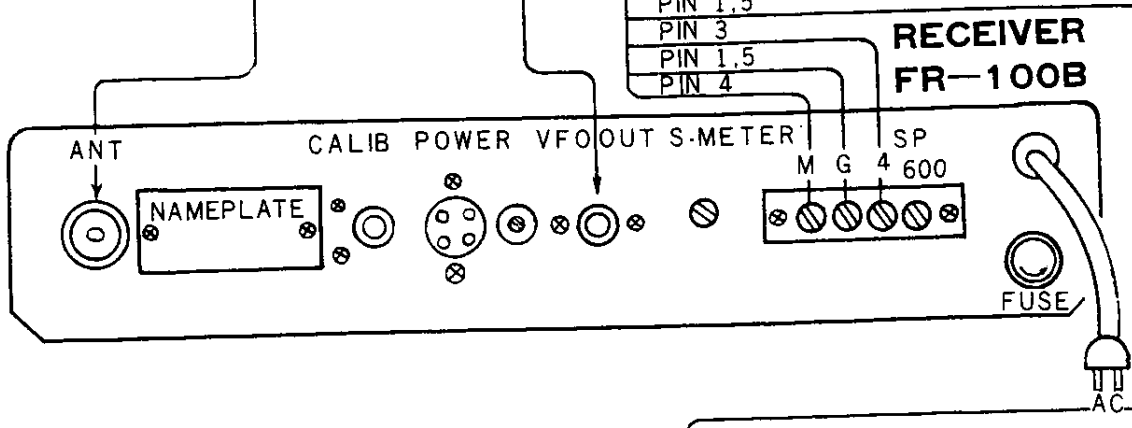 PIN 1,5
PIN 3
PIN 1,5
PIN 4
RECEIVER
FR—100B
ANT
CALIB POWER VFO OUT S-METER
SP
M G 4 600
NAMEPLATE
FUSE
AC